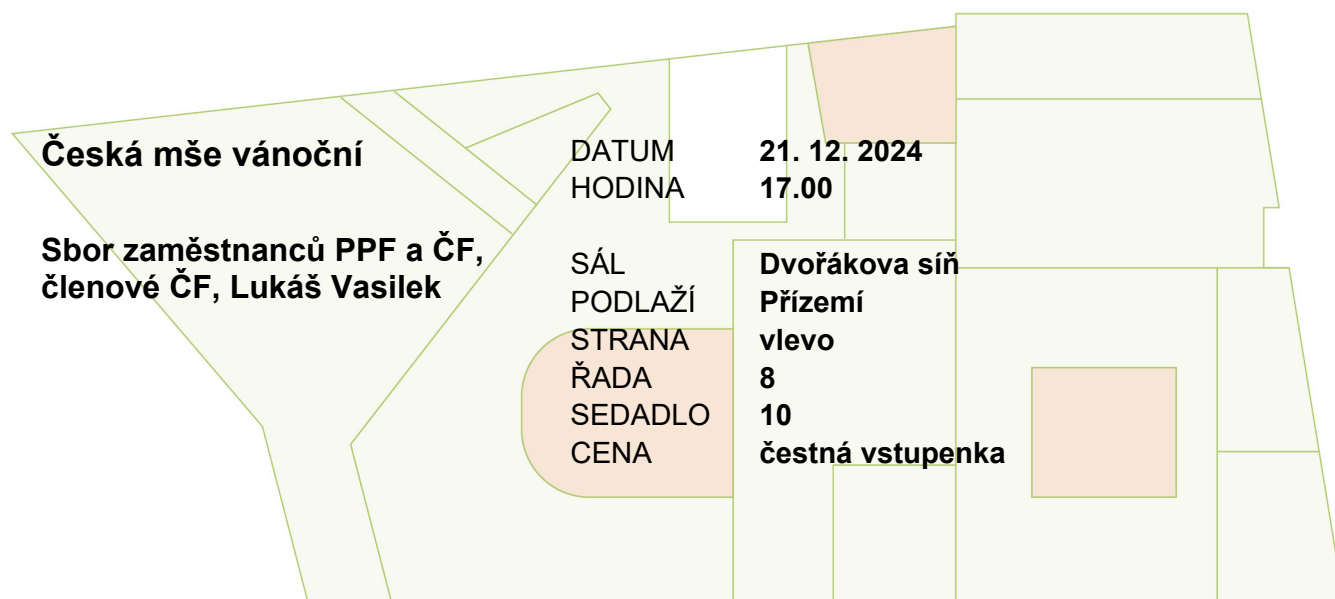 Česká mše vánoční
Sbor zaměstnanců PPF a ČF,
členové ČF, Lukáš Vasilek
DATUM 21. 12. 2024
HODINA 17.00
SÁL Dvořákova síň
PODLAŽÍ Přízemí
STRANA vlevo
ŘADA 8
SEDADLO 10
CENA čestná vstupenka